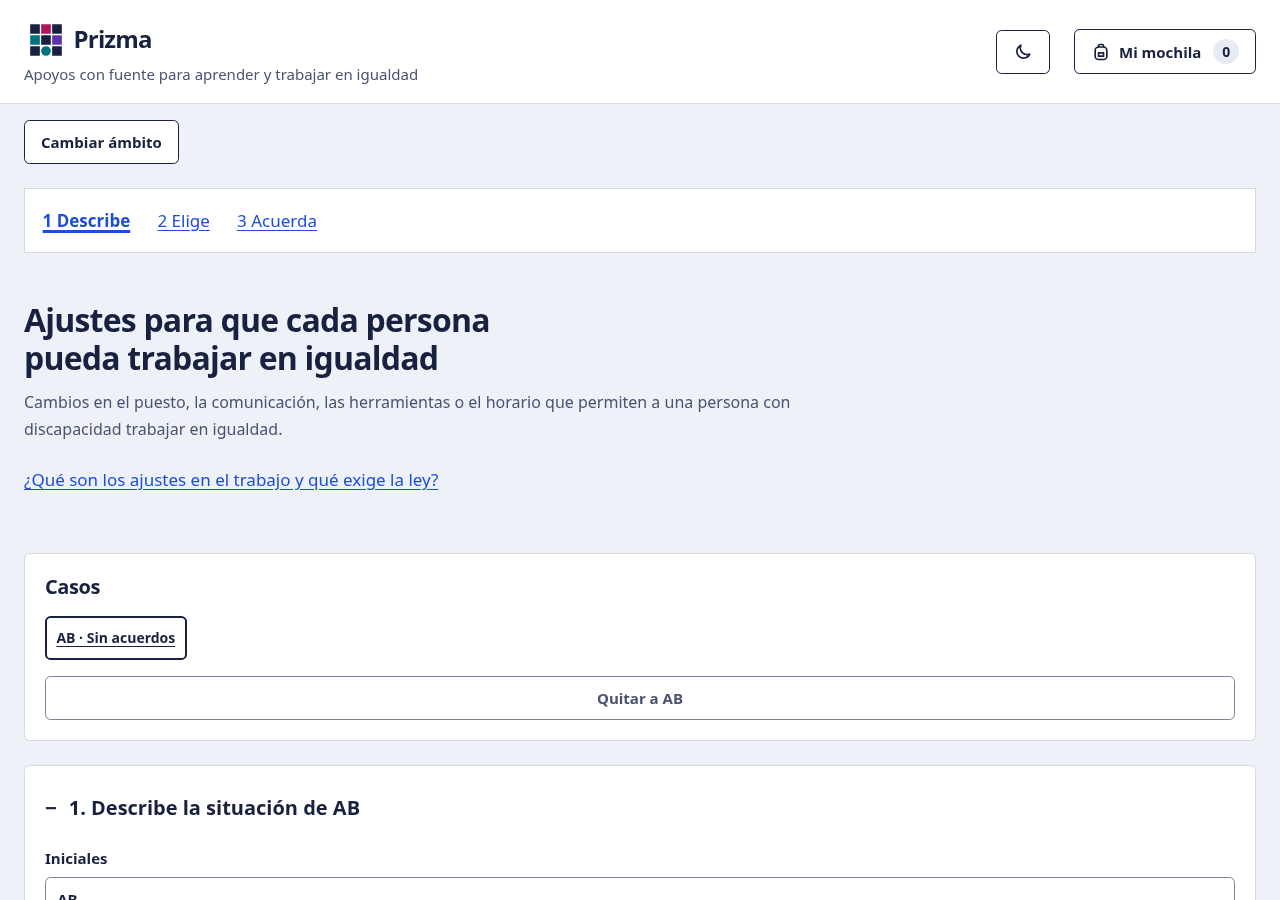 Prizma
Apoyos con fuente para aprender y trabajar en igualdad
Mi mochila 0
Cambiar ámbito
1 Describe 2 Elige 3 Acuerda
Ajustes para que cada persona
pueda trabajar en igualdad
Cambios en el puesto, la comunicación, las herramientas o el horario que permiten a una persona con
discapacidad trabajar en igualdad.
¿Qué son los ajustes en el trabajo y qué exige la ley?
Casos
AB · Sin acuerdos
Quitar a AB
− 1. Describe la situación de AB
Iniciales
AB